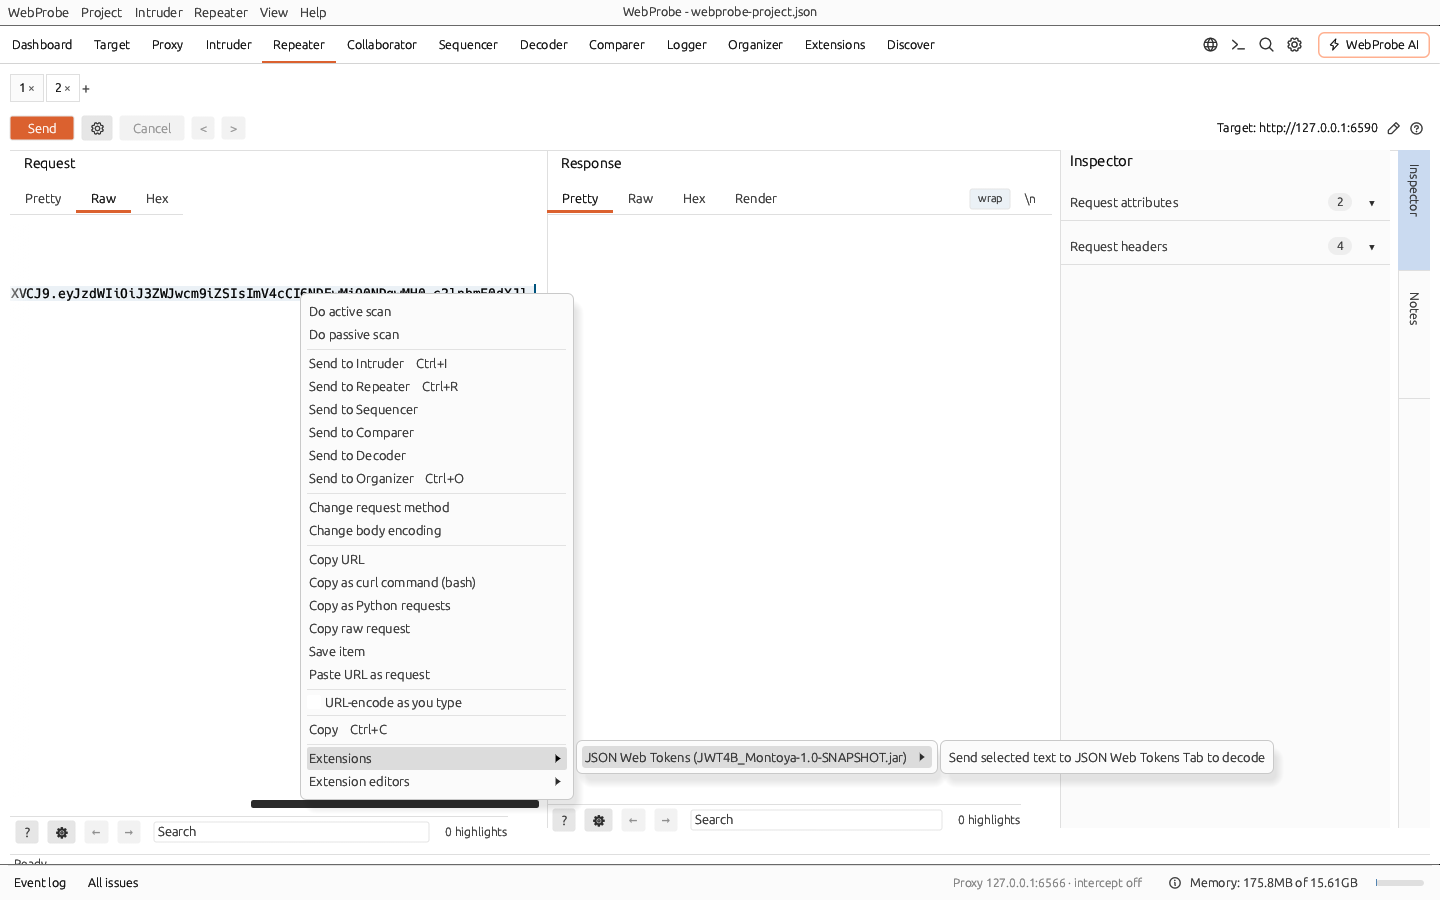 WebProbe Project Intruder Repeater View Help
WebProbe - webprobe-project.json
Dashboard Target Proxy Intruder Repeater Collaborator Sequencer Decoder Comparer Logger Organizer Extensions Discover
WebProbe AI
1 × 2 × +
Send Cancel < >
Target: http://127.0.0.1:6590
Request
Pretty Raw Hex
Response
Pretty Raw Hex Render wrap \n
Inspector
Request attributes 2
Request headers 4
Inspector
Notes
Do active scan
Do passive scan
Send to Intruder Ctrl+I
Send to Repeater Ctrl+R
Send to Sequencer
Send to Comparer
Send to Decoder
Send to Organizer Ctrl+O
Change request method
Change body encoding
Copy URL
Copy as curl command (bash)
Copy as Python requests
Copy raw request
Save item
Paste URL as request
URL-encode as you type
Copy Ctrl+C
Extensions
Extension editors
JSON Web Tokens (JWT4B_Montoya-1.0-SNAPSHOT.jar)
Send selected text to JSON Web Tokens Tab to decode
? ← → Search 0 highlights
? ← → Search 0 highlights
Ready
Event log All issues
Proxy 127.0.0.1:6566 · intercept off
Memory: 175.8MB of 15.61GB